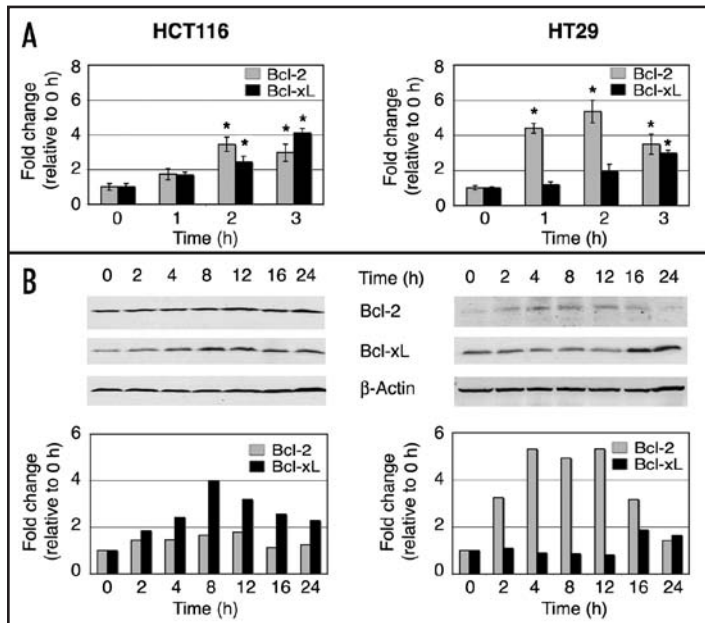 A
HCT116
HT29
Fold change
(relative to 0 h)
8
6
4
2
0
Bcl-2
Bcl-xL
* * * *
0 1 2 3
Time (h)
Fold change
(relative to 0 h)
8
6
4
2
0
Bcl-2
Bcl-xL
* * * *
0 1 2 3
Time (h)
B
0 2 4 8 12 16 24 Time (h) 0 2 4 8 12 16 24
Bcl-2
Bcl-xL
β-Actin
Fold change
(relative to 0 h)
6
4
2
0
Bcl-2
Bcl-xL
0 2 4 8 12 16 24
Time (h)
Fold change
(relative to 0 h)
6
4
2
0
Bcl-2
Bcl-xL
0 2 4 8 12 16 24
Time (h)